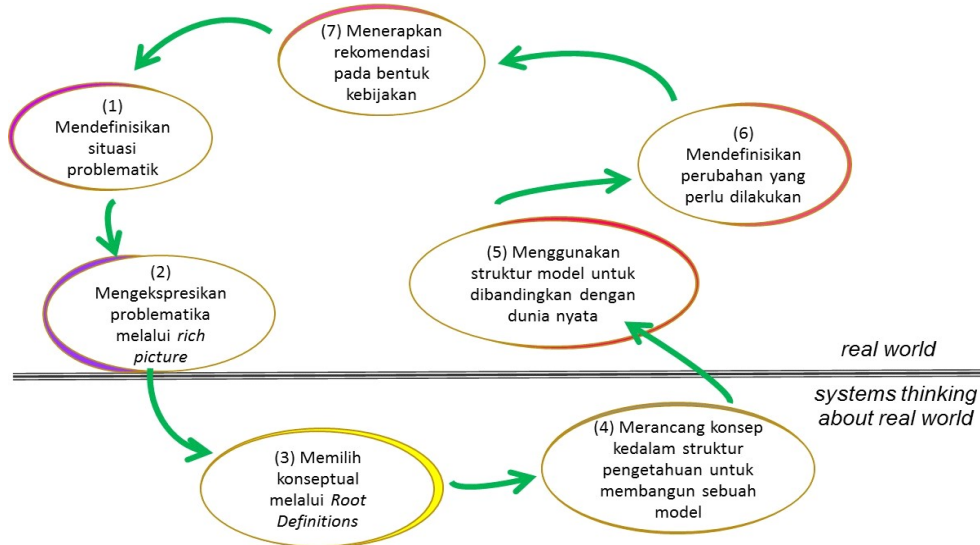 (1)
Mendefinisikan
situasi
problematik
(2)
Mengekspresikan
problematika
melalui rich
picture
(3) Memilih
konseptual
melalui Root
Definitions
(4) Merancang konsep
kedalam struktur
pengetahuan untuk
membangun sebuah
model
(5) Menggunakan
struktur model untuk
dibandingkan dengan
dunia nyata
(6)
Mendefinisikan
perubahan yang
perlu dilakukan
(7) Menerapkan
rekomendasi
pada bentuk
kebijakan
real world
systems thinking
about real world